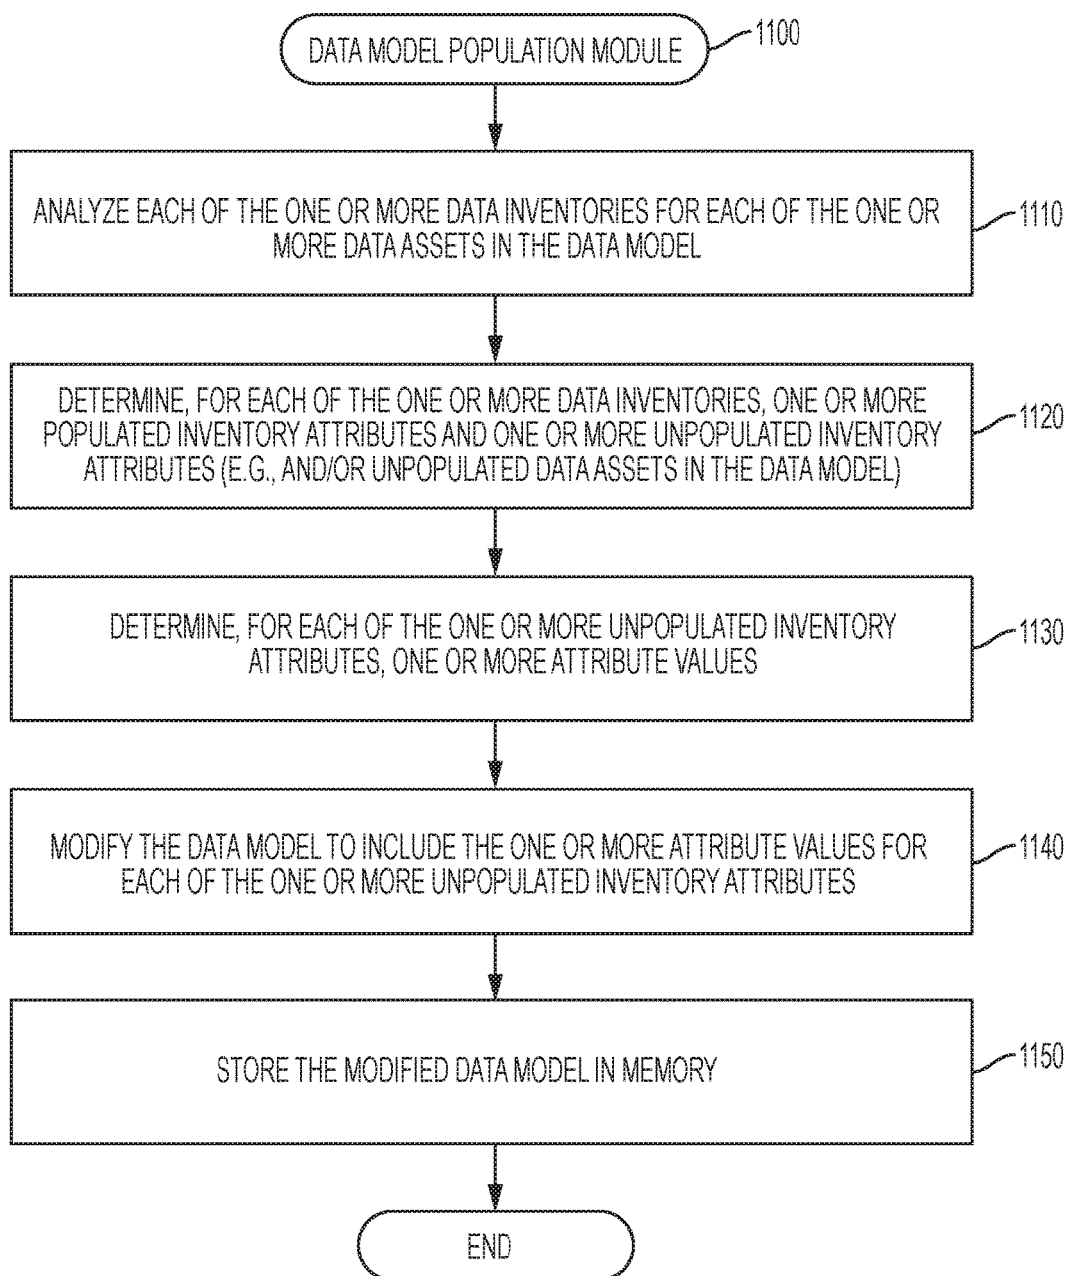 DATA MODEL POPULATION MODULE
1100
ANALYZE EACH OF THE ONE OR MORE DATA INVENTORIES FOR EACH OF THE ONE OR
MORE DATA ASSETS IN THE DATA MODEL
1110
DETERMINE, FOR EACH OF THE ONE OR MORE DATA INVENTORIES, ONE OR MORE
POPULATED INVENTORY ATTRIBUTES AND ONE OR MORE UNPOPULATED INVENTORY
ATTRIBUTES (E.G., AND/OR UNPOPULATED DATA ASSETS IN THE DATA MODEL)
1120
DETERMINE, FOR EACH OF THE ONE OR MORE UNPOPULATED INVENTORY
ATTRIBUTES, ONE OR MORE ATTRIBUTE VALUES
1130
MODIFY THE DATA MODEL TO INCLUDE THE ONE OR MORE ATTRIBUTE VALUES FOR
EACH OF THE ONE OR MORE UNPOPULATED INVENTORY ATTRIBUTES
1140
STORE THE MODIFIED DATA MODEL IN MEMORY
1150
END